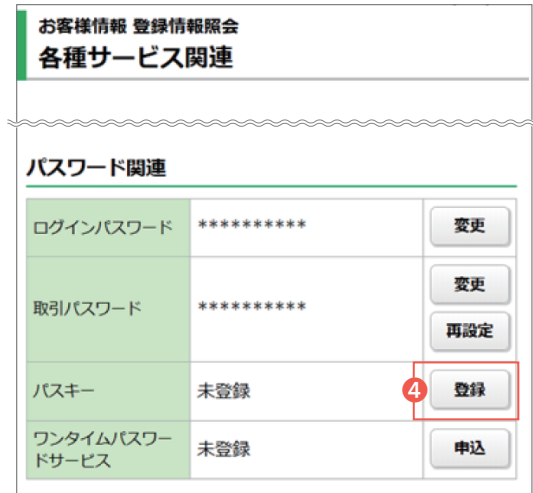 お客様情報 登録情報照会
各種サービス関連
パスワード関連
ログインパスワード ********** 変更
取引パスワード ********** 変更
再設定
パスキー 未登録 4 登録
ワンタイムパスワー
ドサービス 未登録 申込